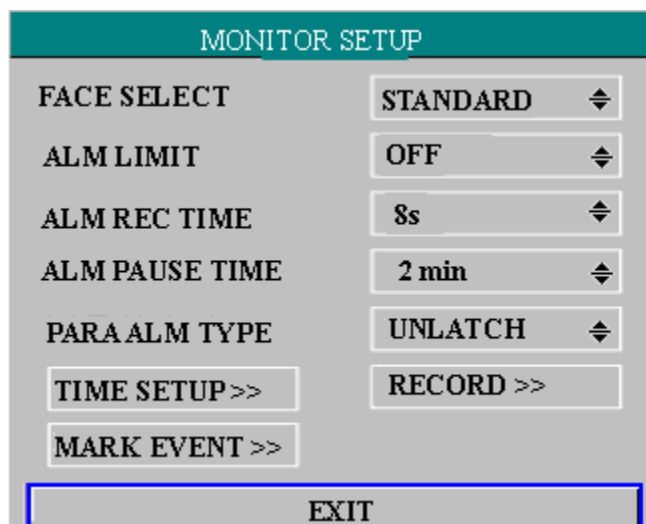 MONITOR SETUP
FACE SELECT STANDARD
ALM LIMIT OFF
ALM REC TIME 8s
ALM PAUSE TIME 2 min
PARA ALM TYPE UNLATCH
TIME SETUP>> RECORD >>
MARK EVENT >>
EXIT